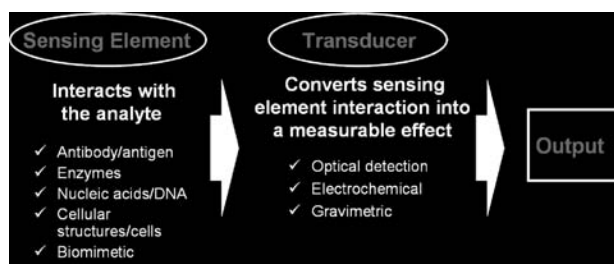 Sensing Element
Interacts with
the analyte
✓ Antibody/antigen
✓ Enzymes
✓ Nucleic acids/DNA
✓ Cellular
structures/cells
✓ Biomimetic
Transducer
Converts sensing
element interaction into
a measurable effect
✓ Optical detection
✓ Electrochemical
✓ Gravimetric
Output